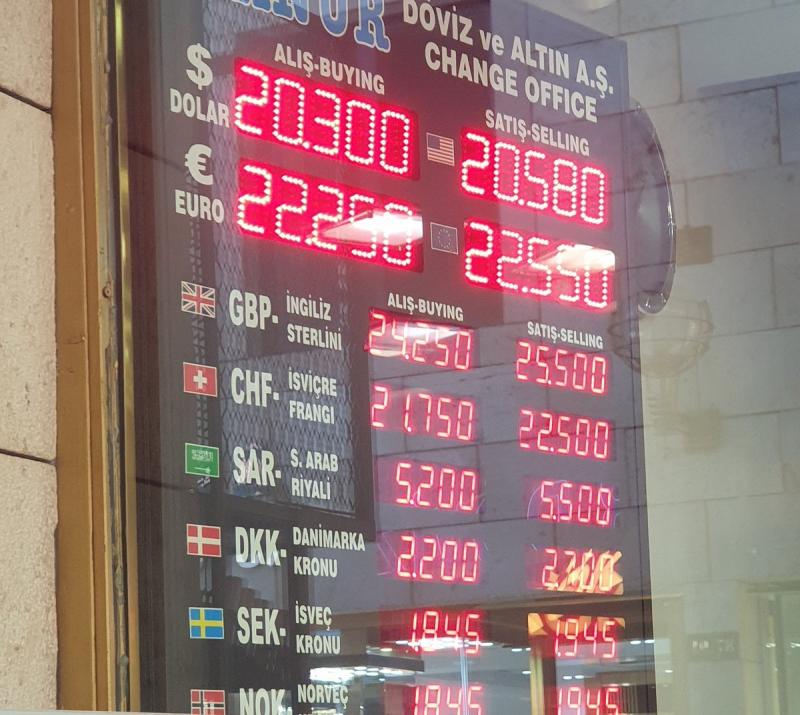 DÖVİZ ve ALTIN A.Ş.
CHANGE OFFICE
ALIŞ-BUYING
SATIŞ-SELLING
$ DOLAR 20.300 20.580
€ EURO 22.250 22.550
ALIŞ-BUYING SATIŞ-SELLING
GBP- İNGİLİZ STERLİNİ 24.250 25.500
CHF- İSVİÇRE FRANGI 21.750 22.500
SAR- S. ARAB RİYALİ 5.200 5.500
DKK- DANİMARKA KRONU 2.200
SEK- İSVEÇ KRONU 1.845 1.945
NOK NORVEÇ 1.845 1.945